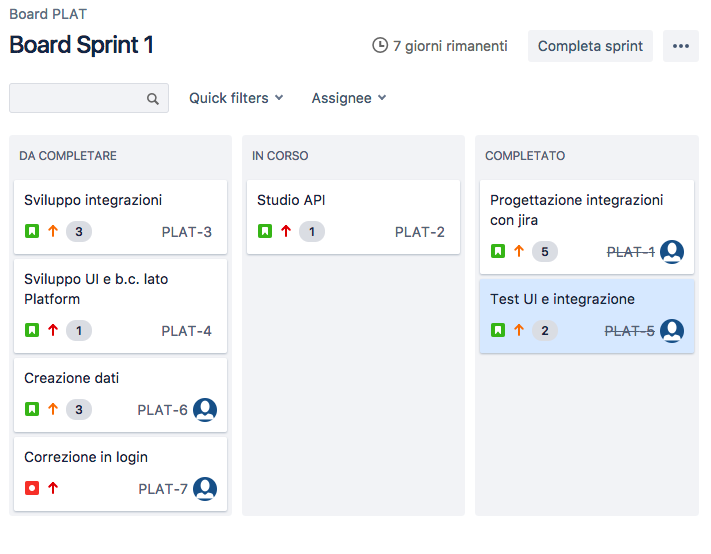 Board PLAT
Board Sprint 1
7 giorni rimanenti
Completa sprint
Quick filters
Assignee
DA COMPLETARE
Sviluppo integrazioni
3
PLAT-3
Sviluppo UI e b.c. lato
Platform
1
PLAT-4
Creazione dati
3
PLAT-6
Correzione in login
PLAT-7
IN CORSO
Studio API
1
PLAT-2
COMPLETATO
Progettazione integrazioni
con jira
5
PLAT-1
Test UI e integrazione
2
PLAT-5